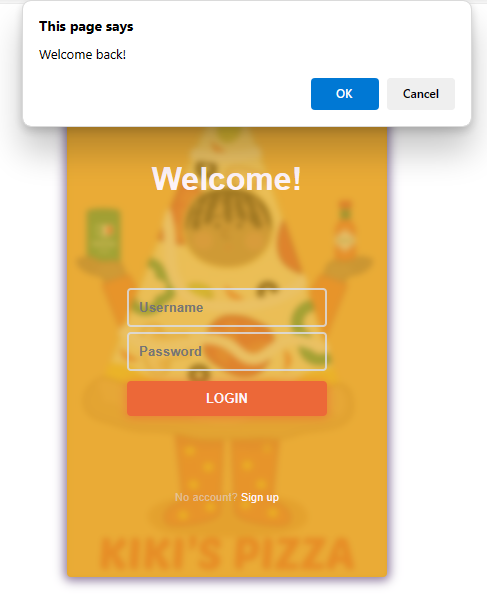 This page says
Welcome back!
OK Cancel
Welcome!
Username
Password
LOGIN
No account? Sign up
KIKI'S PIZZA